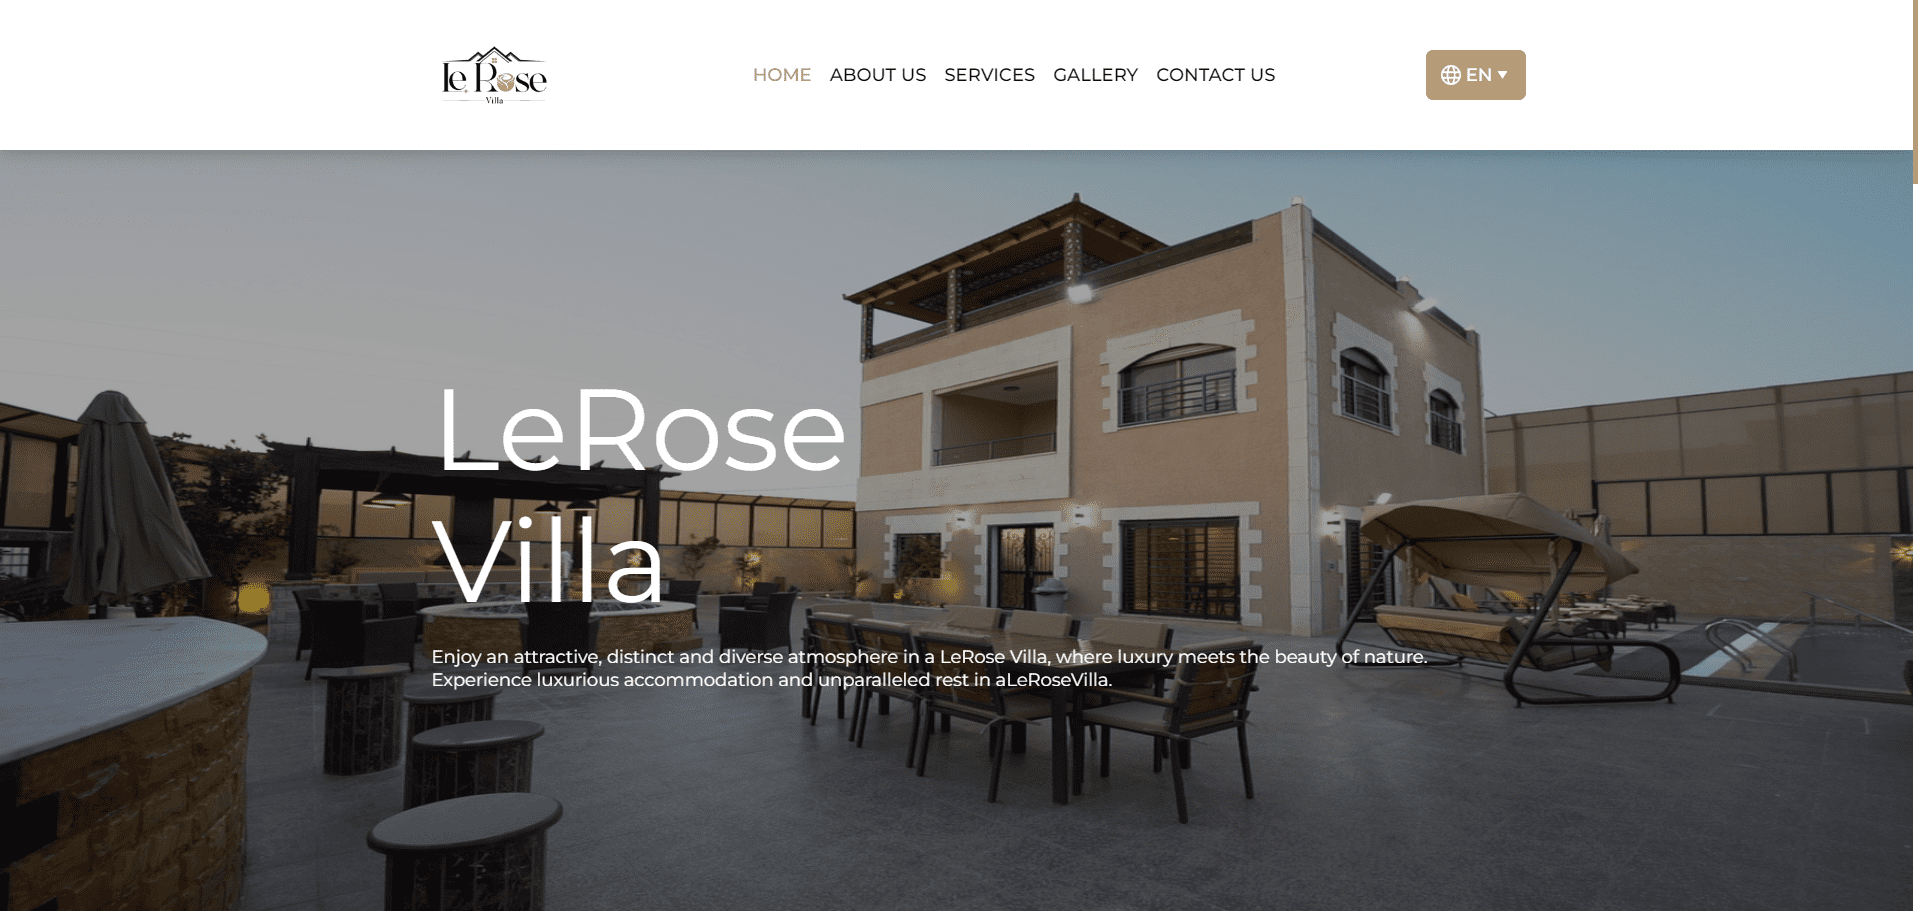 le Rose
Villa
HOME ABOUT US SERVICES GALLERY CONTACT US
EN
LeRose
Villa
Enjoy an attractive, distinct and diverse atmosphere in a LeRose Villa, where luxury meets the beauty of nature.
Experience luxurious accommodation and unparalleled rest in aLeRoseVilla.